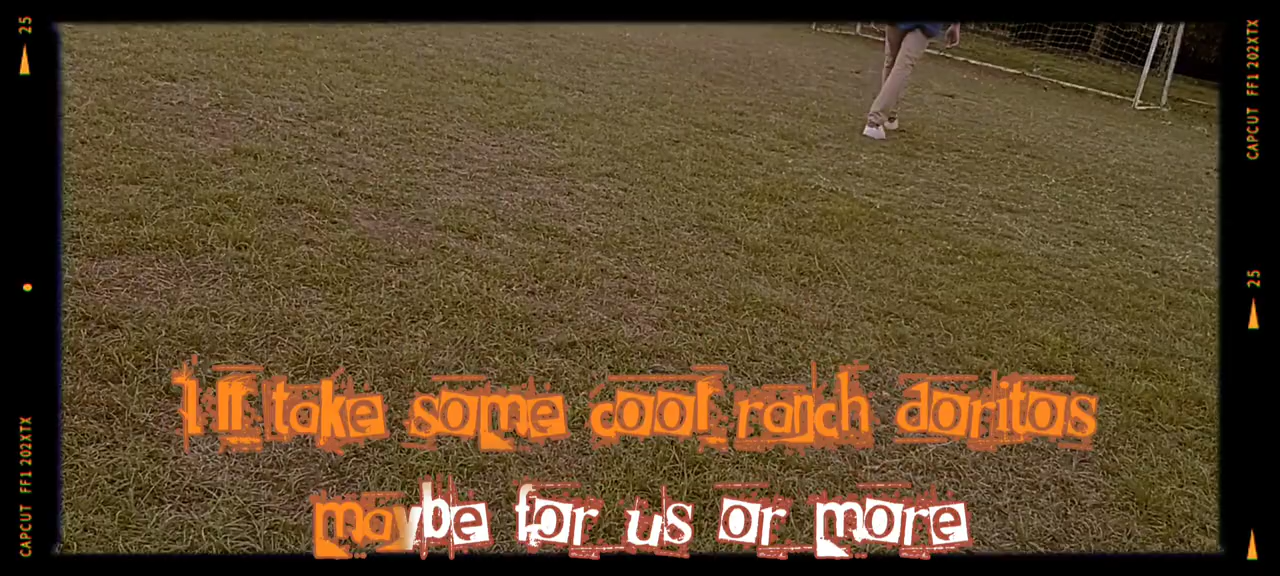 I'll take some cool ranch doritos
maybe for us or more
25
CAPCUT FF1 202XTX
CAPCUT FF1 202XTX
25